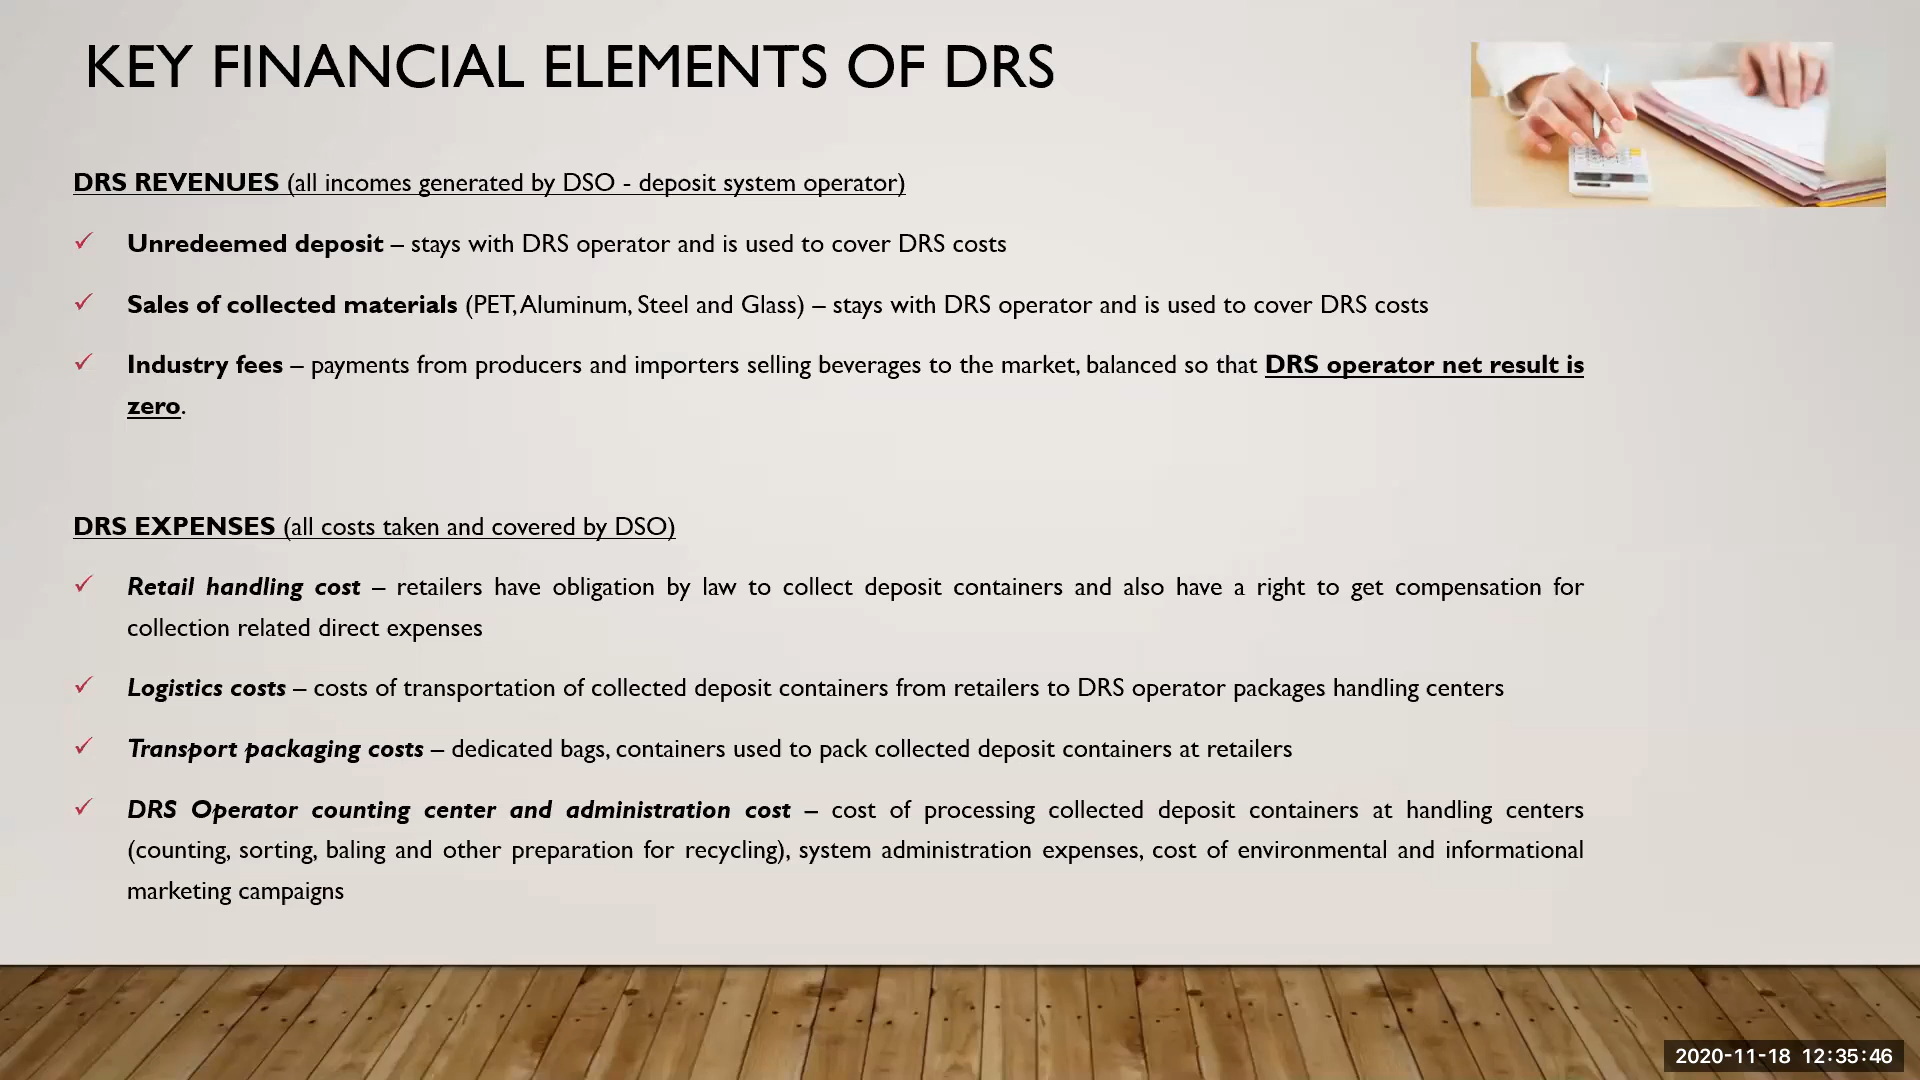 KEY FINANCIAL ELEMENTS OF DRS
DRS REVENUES (all incomes generated by DSO - deposit system operator)
✓ Unredeemed deposit – stays with DRS operator and is used to cover DRS costs
✓ Sales of collected materials (PET, Aluminum, Steel and Glass) – stays with DRS operator and is used to cover DRS costs
✓ Industry fees – payments from producers and importers selling beverages to the market, balanced so that DRS operator net result is
zero.
DRS EXPENSES (all costs taken and covered by DSO)
✓ Retail handling cost – retailers have obligation by law to collect deposit containers and also have a right to get compensation for
collection related direct expenses
✓ Logistics costs – costs of transportation of collected deposit containers from retailers to DRS operator packages handling centers
✓ Transport packaging costs – dedicated bags, containers used to pack collected deposit containers at retailers
✓ DRS Operator counting center and administration cost – cost of processing collected deposit containers at handling centers
(counting, sorting, baling and other preparation for recycling), system administration expenses, cost of environmental and informational
marketing campaigns
2020-11-18 12:35:46